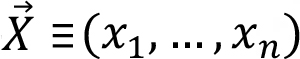 X⃗ ≡ (x₁, … , xₙ)